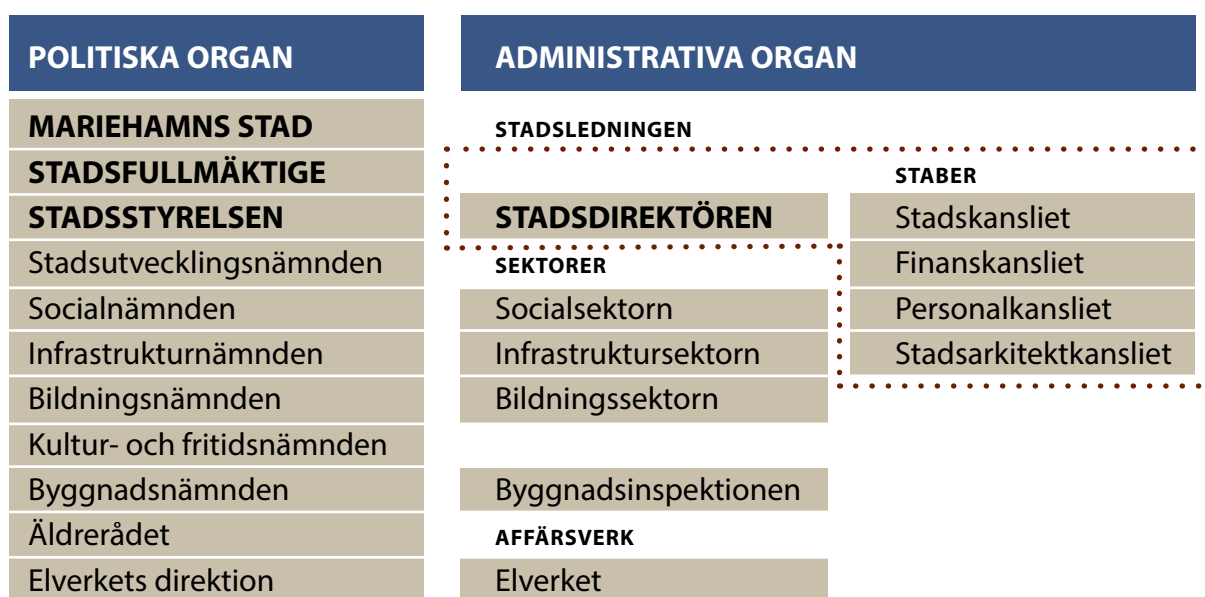 POLITISKA ORGAN
MARIEHAMNS STAD
STADSFULLMÄKTIGE
STADSSTYRELSEN
Stadsutvecklingsnämnden
Socialnämnden
Infrastrukturnämnden
Bildningsnämnden
Kultur- och fritidsnämnden
Byggnadsnämnden
Äldrerådet
Elverkets direktion
ADMINISTRATIVA ORGAN
STADSLEDNINGEN
STADSDIREKTÖREN
SEKTORER
Socialsektorn
Infrastruktursektorn
Bildningssektorn
Byggnadsinspektionen
AFFÄRSVERK
Elverket
STABER
Stadskansliet
Finanskansliet
Personalkansliet
Stadsarkitektkansliet